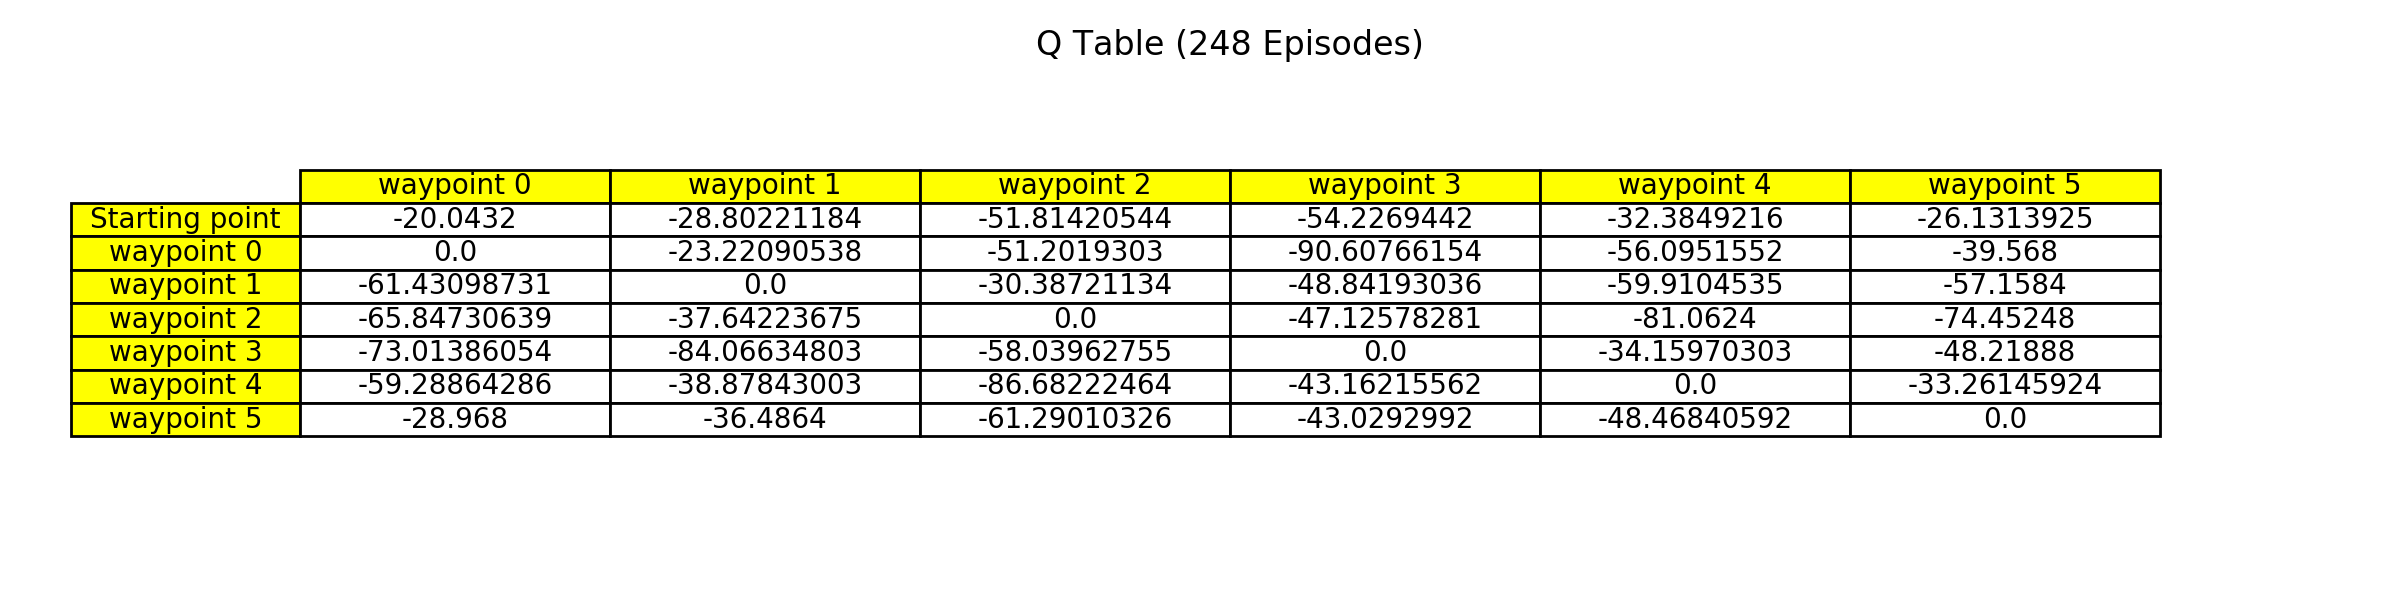 Q Table (248 Episodes)
waypoint 0 waypoint 1 waypoint 2 waypoint 3 waypoint 4 waypoint 5
Starting point -20.0432 -28.80221184 -51.81420544 -54.2269442 -32.3849216 -26.1313925
waypoint 0 0.0 -23.22090538 -51.2019303 -90.60766154 -56.0951552 -39.568
waypoint 1 -61.43098731 0.0 -30.38721134 -48.84193036 -59.9104535 -57.1584
waypoint 2 -65.84730639 -37.64223675 0.0 -47.12578281 -81.0624 -74.45248
waypoint 3 -73.01386054 -84.06634803 -58.03962755 0.0 -34.15970303 -48.21888
waypoint 4 -59.28864286 -38.87843003 -86.68222464 -43.16215562 0.0 -33.26145924
waypoint 5 -28.968 -36.4864 -61.29010326 -43.0292992 -48.46840592 0.0